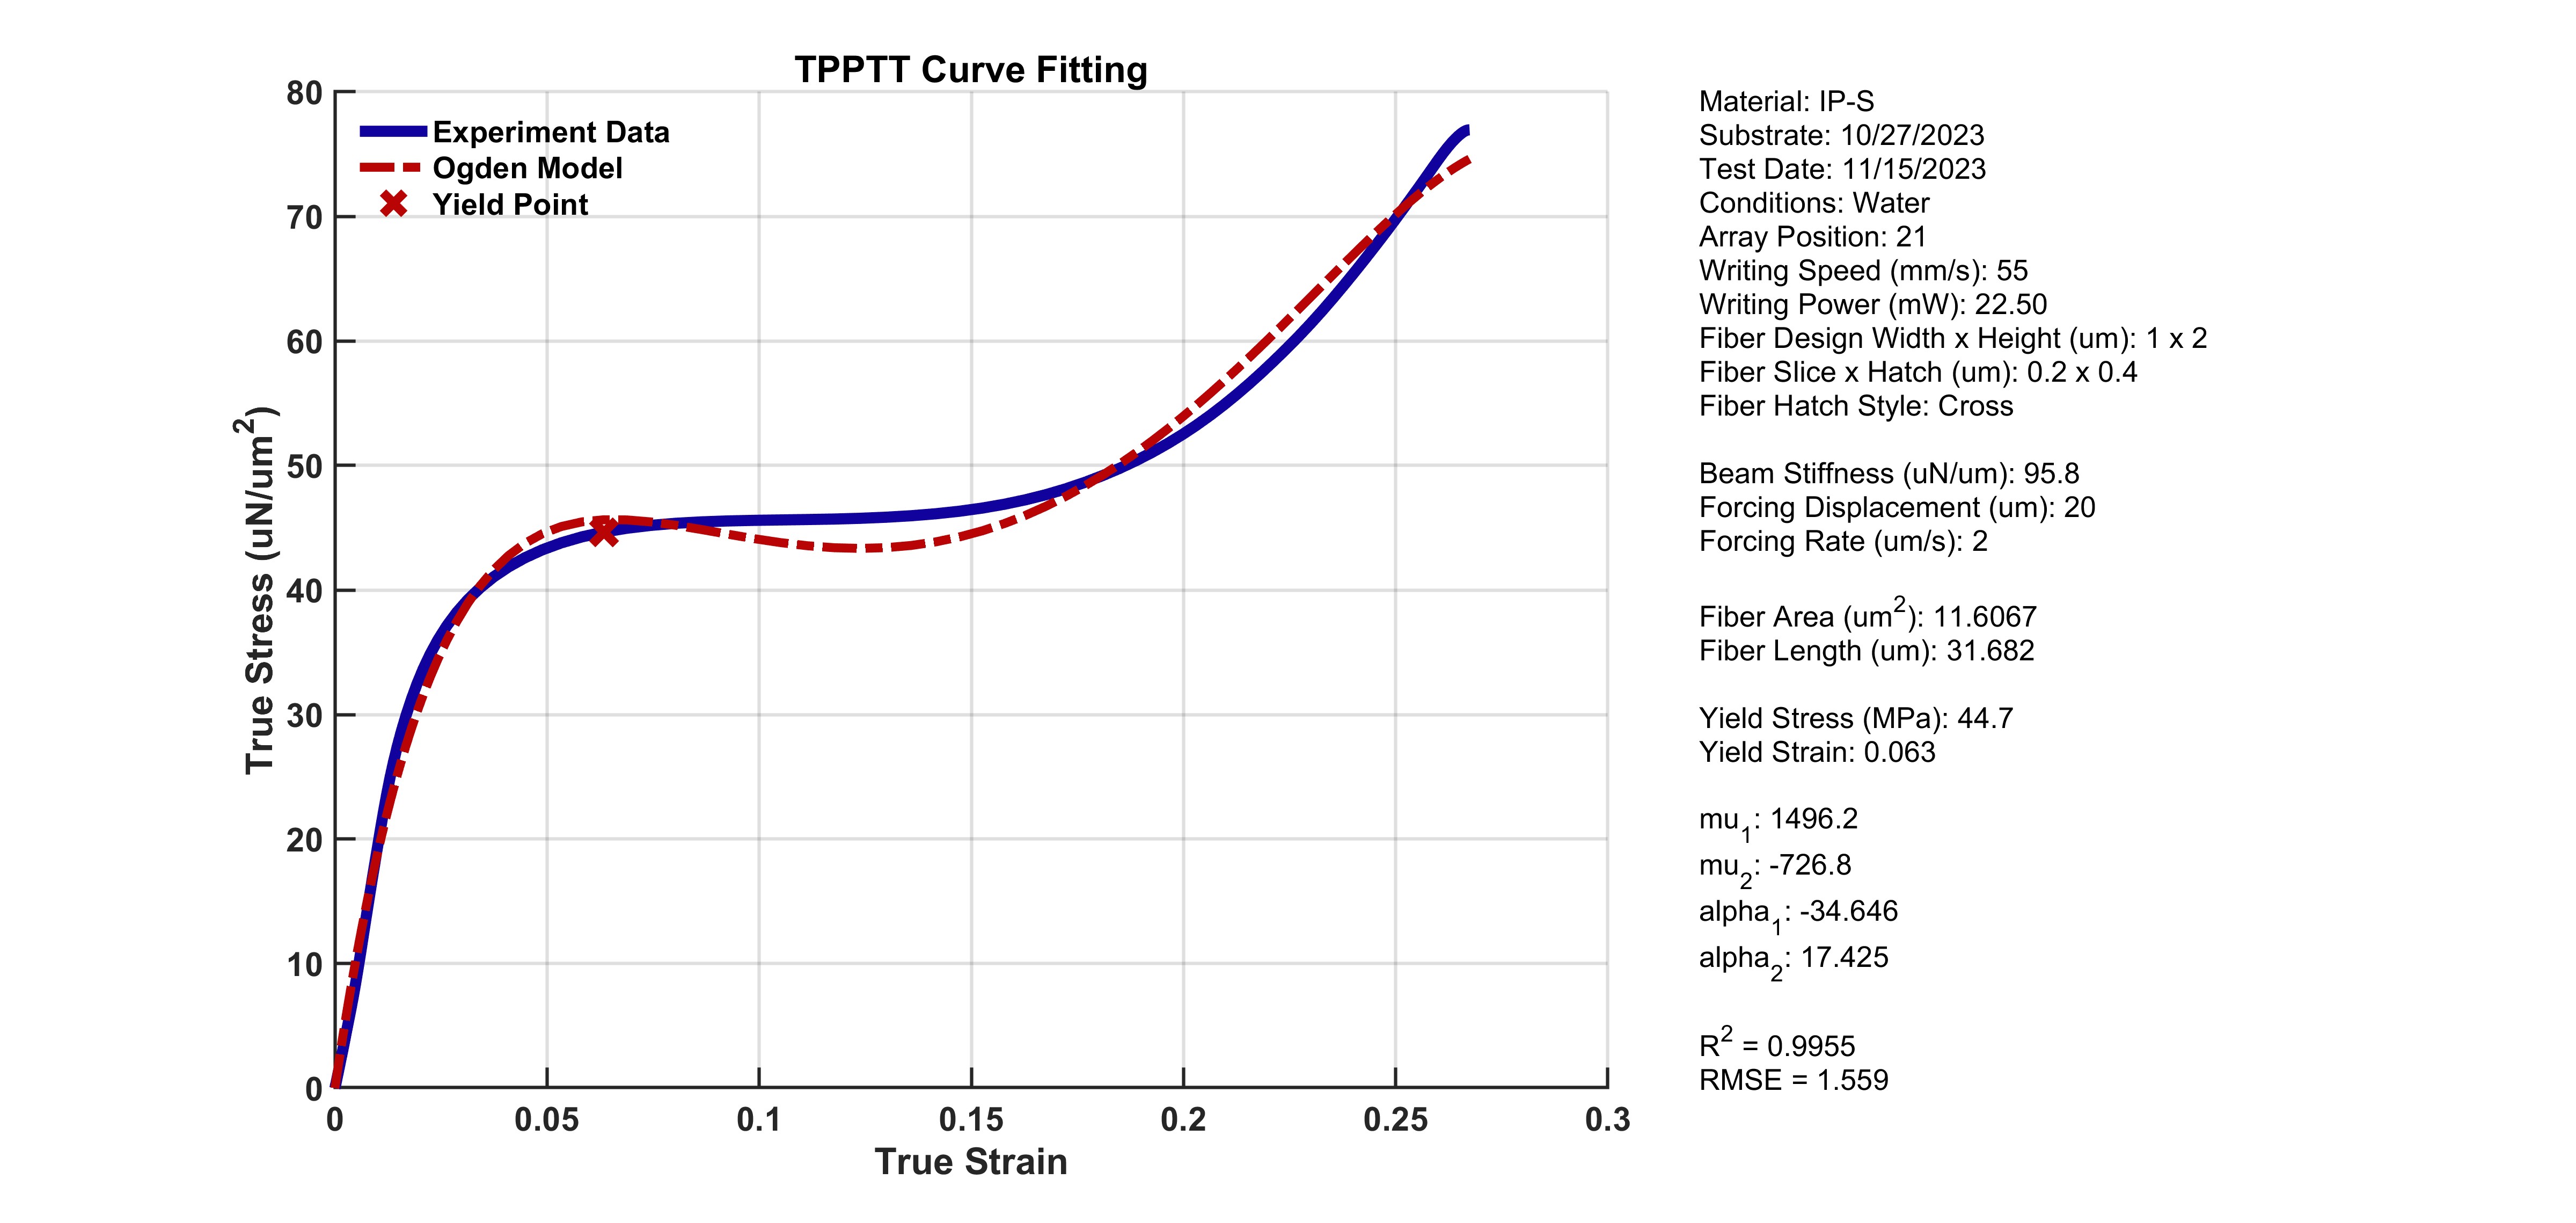 TPPTT Curve Fitting
80
70
60
50
40
30
20
10
0
True Stress (uN/um²)
Experiment Data
Ogden Model
Yield Point
0 0.05 0.1 0.15 0.2 0.25 0.3
True Strain
Material: IP-S
Substrate: 10/27/2023
Test Date: 11/15/2023
Conditions: Water
Array Position: 21
Writing Speed (mm/s): 55
Writing Power (mW): 22.50
Fiber Design Width x Height (um): 1 x 2
Fiber Slice x Hatch (um): 0.2 x 0.4
Fiber Hatch Style: Cross
Beam Stiffness (uN/um): 95.8
Forcing Displacement (um): 20
Forcing Rate (um/s): 2
Fiber Area (um²): 11.6067
Fiber Length (um): 31.682
Yield Stress (MPa): 44.7
Yield Strain: 0.063
mu₁: 1496.2
mu₂: -726.8
alpha₁: -34.646
alpha₂: 17.425
R² = 0.9955
RMSE = 1.559